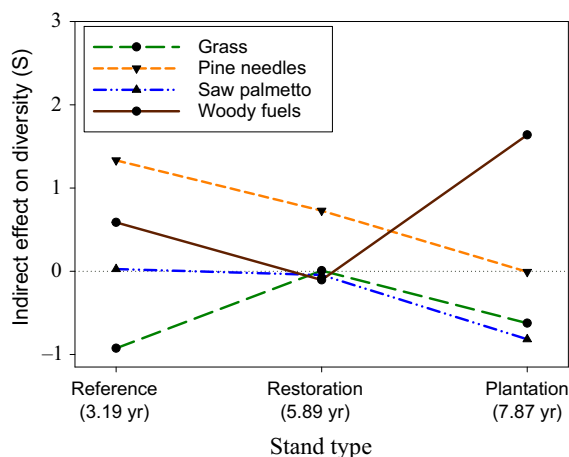 3
2
1
0
−1
Indirect effect on diversity (S)
Grass
Pine needles
Saw palmetto
Woody fuels
Reference Restoration Plantation
(3.19 yr) (5.89 yr) (7.87 yr)
Stand type